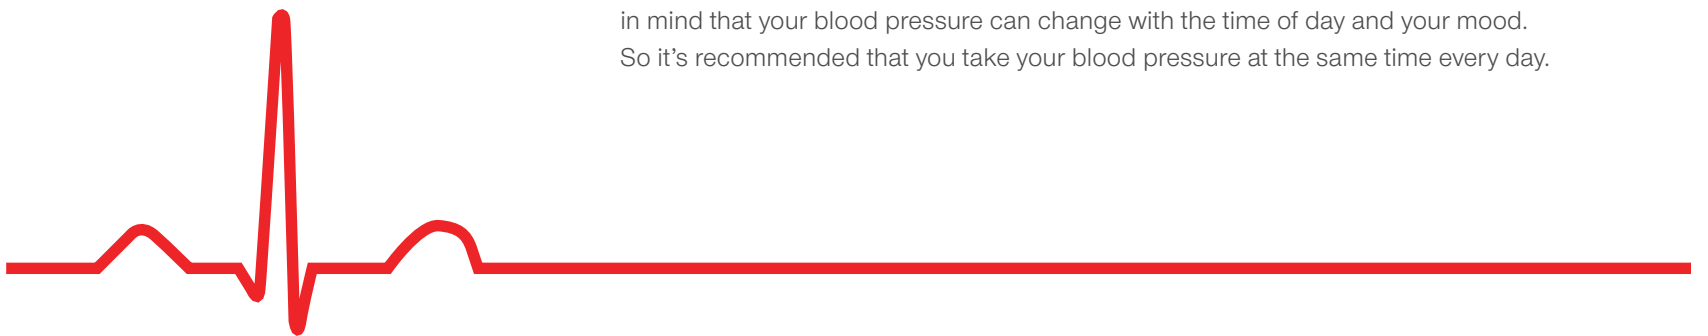 in mind that your blood pressure can change with the time of day and your mood.
So it’s recommended that you take your blood pressure at the same time every day.